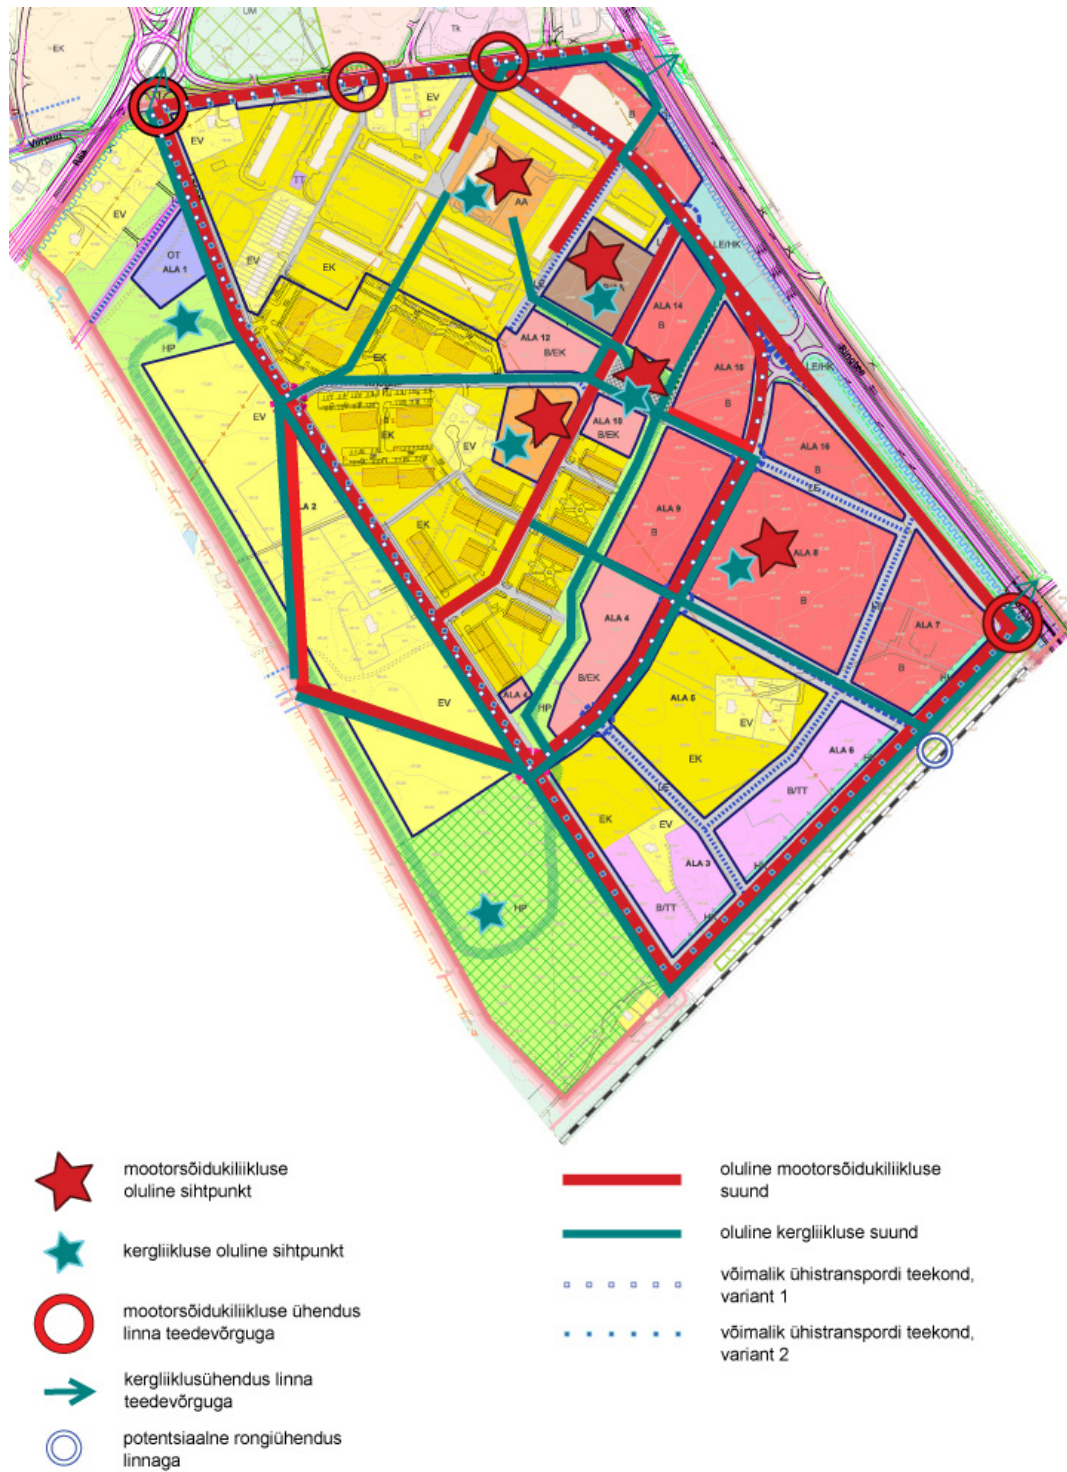 UM
Tk
EK
EV
EV
EV
TT
AA
B
EV
EK
OT
ALA 1
LE/HK
ALA 14
B
HP
ALA 12
B/EK
EK
LE/HK
ALA 15
B
EV
ALA 10
B/EK
EK
EV
ALA 16
B
ALA 2
ALA 9
B
EK
ALA 8
B
ALA 4
ALA 7
B
B/EK
ALA 5
EV
ALA 4
HP
EV
EK
ALA 6
B/TT
EK
EV
ALA 3
B/TT
HP
mootorsõidukiliikluse
oluline sihtpunkt
kergliikluse oluline sihtpunkt
mootorsõidukiliikluse ühendus
linna teedevõrguga
kergliiklusühendus linna
teedevõrguga
potentsiaalne rongiühendus
linnaga
oluline mootorsõidukiliikluse
suund
oluline kergliikluse suund
võimalik ühistranspordi teekond,
variant 1
võimalik ühistranspordi teekond,
variant 2